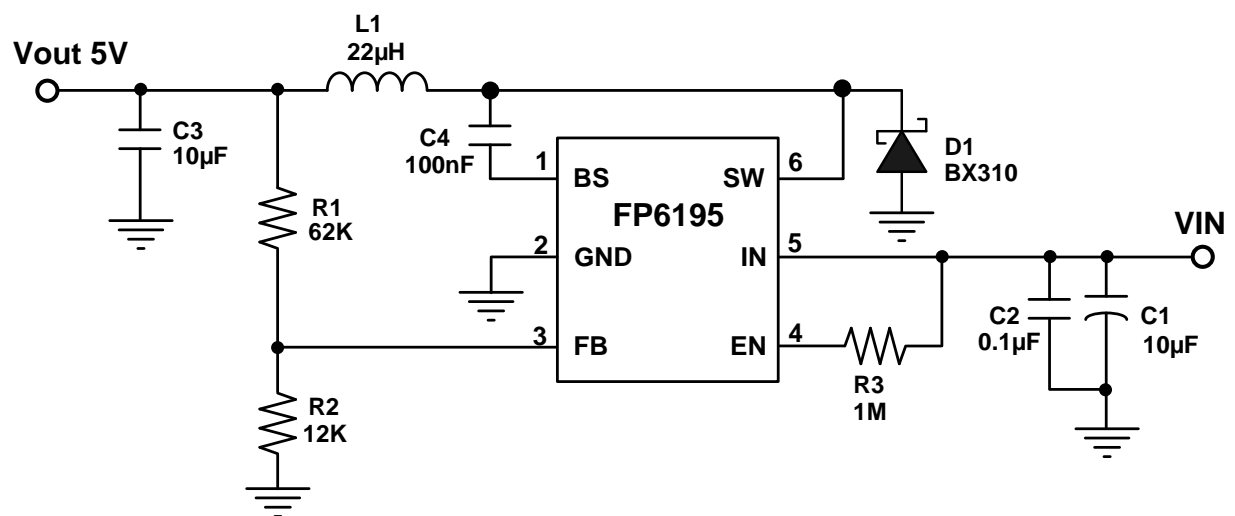 L1
22µH
Vout 5V
C3
10µF
C4
100nF
1
BS
SW
6
D1
BX310
R1
62K
FP6195
VIN
2
GND
IN
5
C2
0.1µF
C1
10µF
3
FB
EN
4
R3
1M
R2
12K